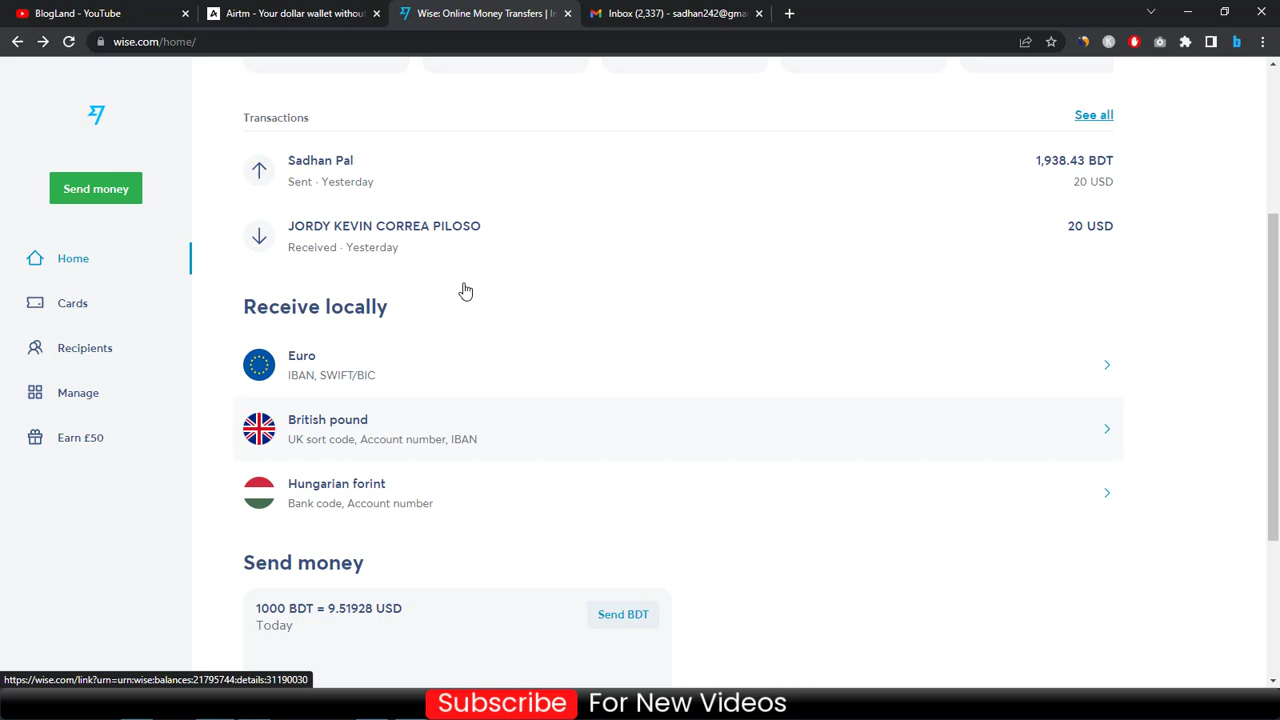 BlogLand - YouTube
Airtm - Your dollar wallet withou
Wise: Online Money Transfers | In
Inbox (2,337) - sadhan242@gma
wise.com/home/
Transactions
See all
Sadhan Pal
1,938.43 BDT
Sent · Yesterday
20 USD
JORDY KEVIN CORREA PILOSO
20 USD
Received · Yesterday
Send money
Home
Cards
Recipients
Manage
Earn £50
Receive locally
Euro
IBAN, SWIFT/BIC
British pound
UK sort code, Account number, IBAN
Hungarian forint
Bank code, Account number
Send money
1000 BDT = 9.51928 USD
Send BDT
Today
https://wise.com/link?urn=urn:wise:balances:21795744:details:31190030
Subscribe For New Videos